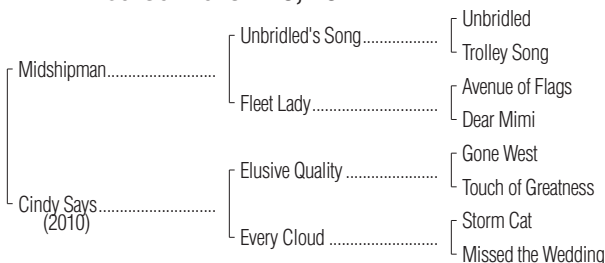 Unbridled
Unbridled's Song
Trolley Song
Midshipman
Avenue of Flags
Fleet Lady
Dear Mimi
Gone West
Elusive Quality
Touch of Greatness
Cindy Says
(2010)
Storm Cat
Every Cloud
Missed the Wedding